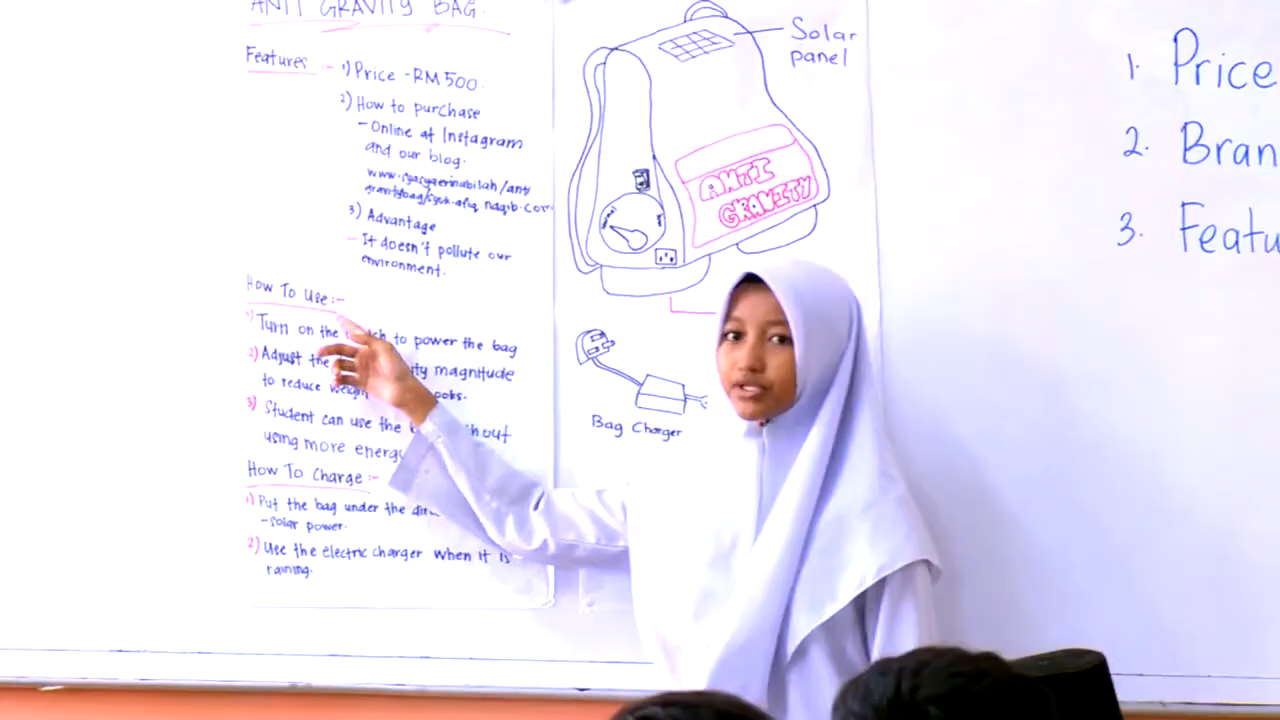 ANTI GRAVITY BAG.
Features :-
1) Price - RM 500.
2) How to purchase
- Online at Instagram
and our blog.
3) Advantage
- It doesn't pollute our
environment.
How To Use :-
1) Turn on the to power the bag
2) Adjust the magnitude
to reduce weight
3) Student can use the
using more energy
How To Charge :-
1) Put the bag under the
- solar power.
2) Use the electric charger when it is
raining.
Solar
panel
ANTI
GRAVITY
Bag Charger
1. Price
2. Bran
3. Featu